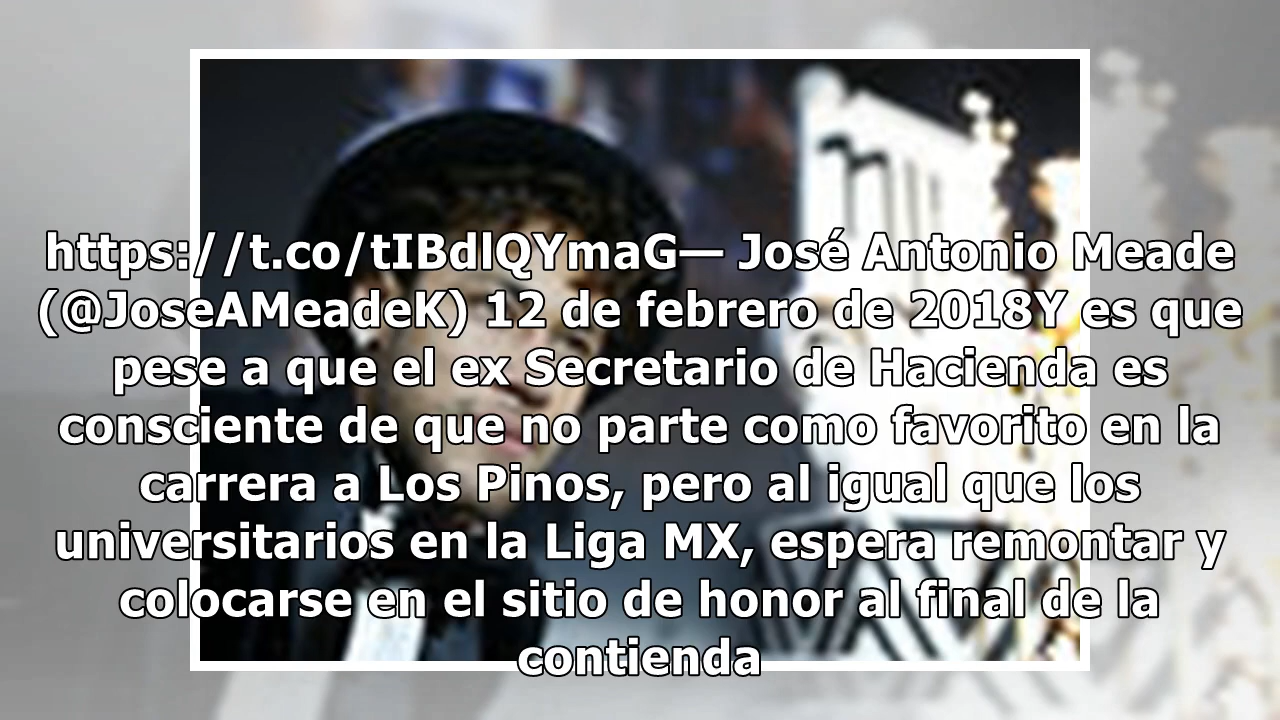 https://t.co/tIBdlQYmaG— José Antonio Meade
(@JoseAMeadeK) 12 de febrero de 2018Y es que
pese a que el ex Secretario de Hacienda es
consciente de que no parte como favorito en la
carrera a Los Pinos, pero al igual que los
universitarios en la Liga MX, espera remontar y
colocarse en el sitio de honor al final de la
contienda